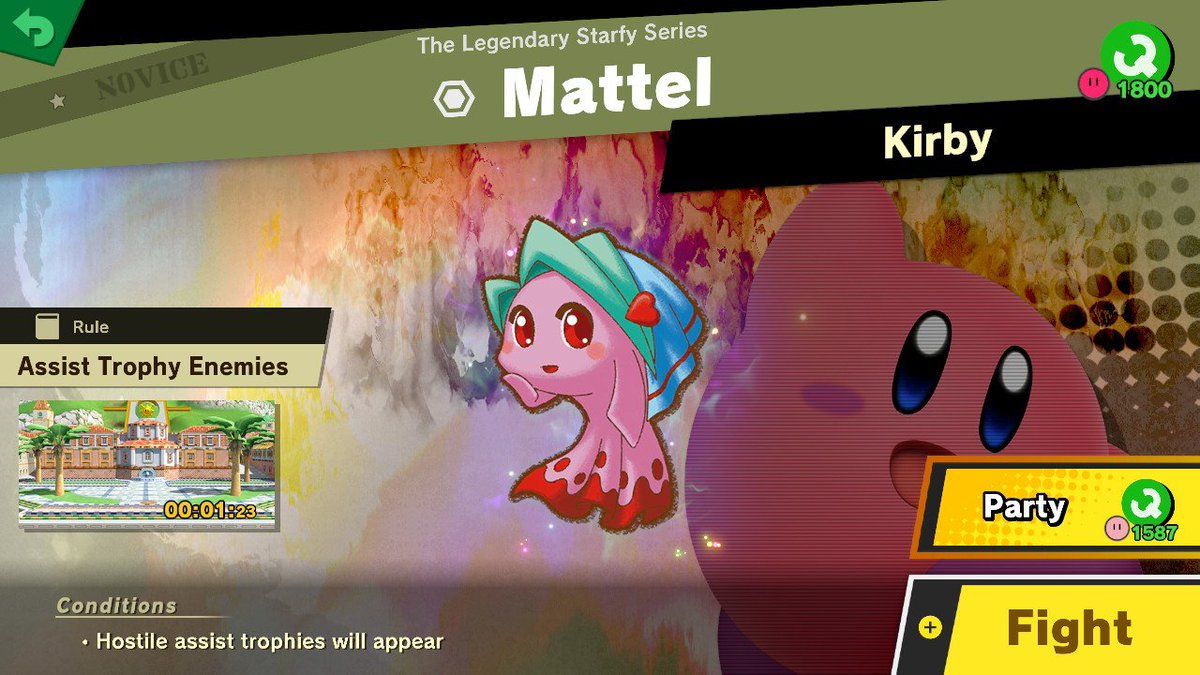 The Legendary Starfy Series
NOVICE
Mattel
1800
Kirby
Rule
Assist Trophy Enemies
00:01:23
Party
1587
Conditions
• Hostile assist trophies will appear
+
Fight